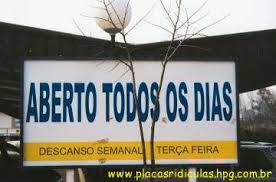 ABERTO TODOS OS DIAS
DESCANSO SEMANAL TERÇA FEIRA
www.placasridiculas.hpg.com.br